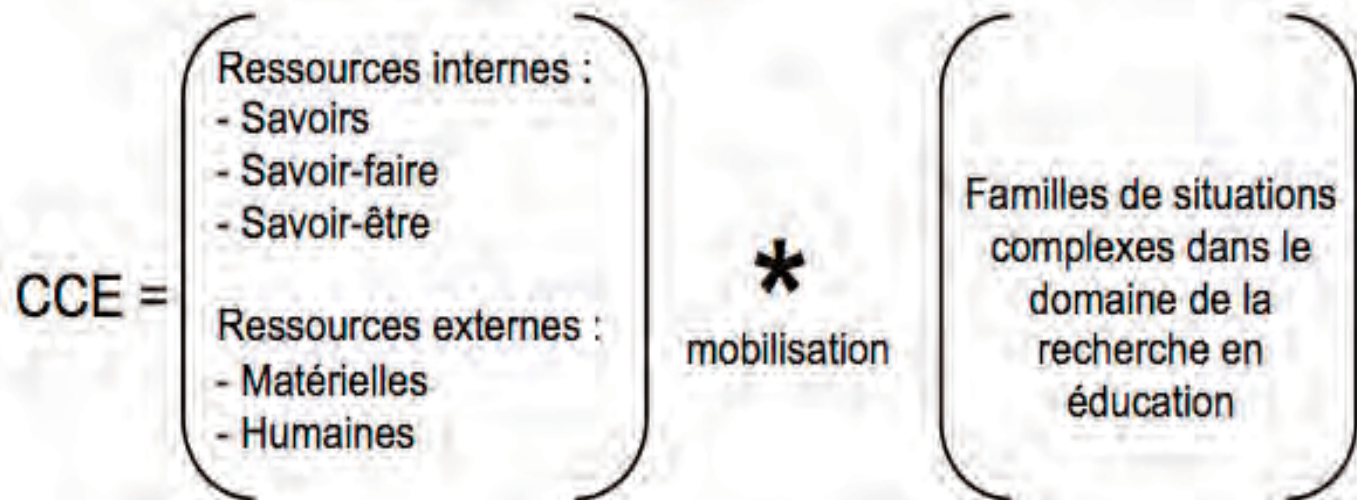 CCE =
Ressources internes :
- Savoirs
- Savoir-faire
- Savoir-être
Ressources externes :
- Matérielles
- Humaines
*
mobilisation
Familles de situations
complexes dans le
domaine de la
recherche en
éducation